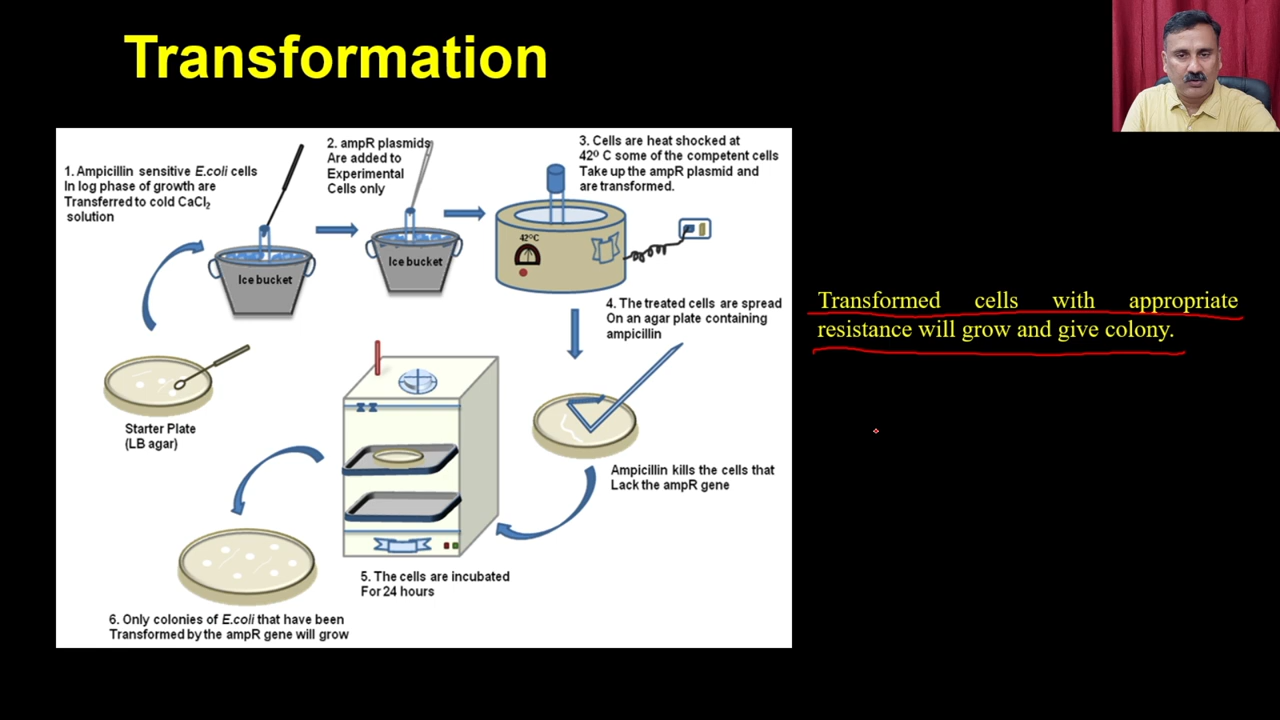 Transformation
1. Ampicillin sensitive E.coli cells
In log phase of growth are
Transferred to cold CaCl₂
solution
Ice bucket
2. ampR plasmids
Are added to
Experimental
Cells only
Ice bucket
3. Cells are heat shocked at
42⁰ C some of the competent cells
Take up the ampR plasmid and
are transformed.
42⁰C
4. The treated cells are spread
On an agar plate containing
ampicillin
Transformed cells with appropriate
resistance will grow and give colony.
Starter Plate
(LB agar)
Ampicillin kills the cells that
Lack the ampR gene
5. The cells are incubated
For 24 hours
6. Only colonies of E.coli that have been
Transformed by the ampR gene will grow